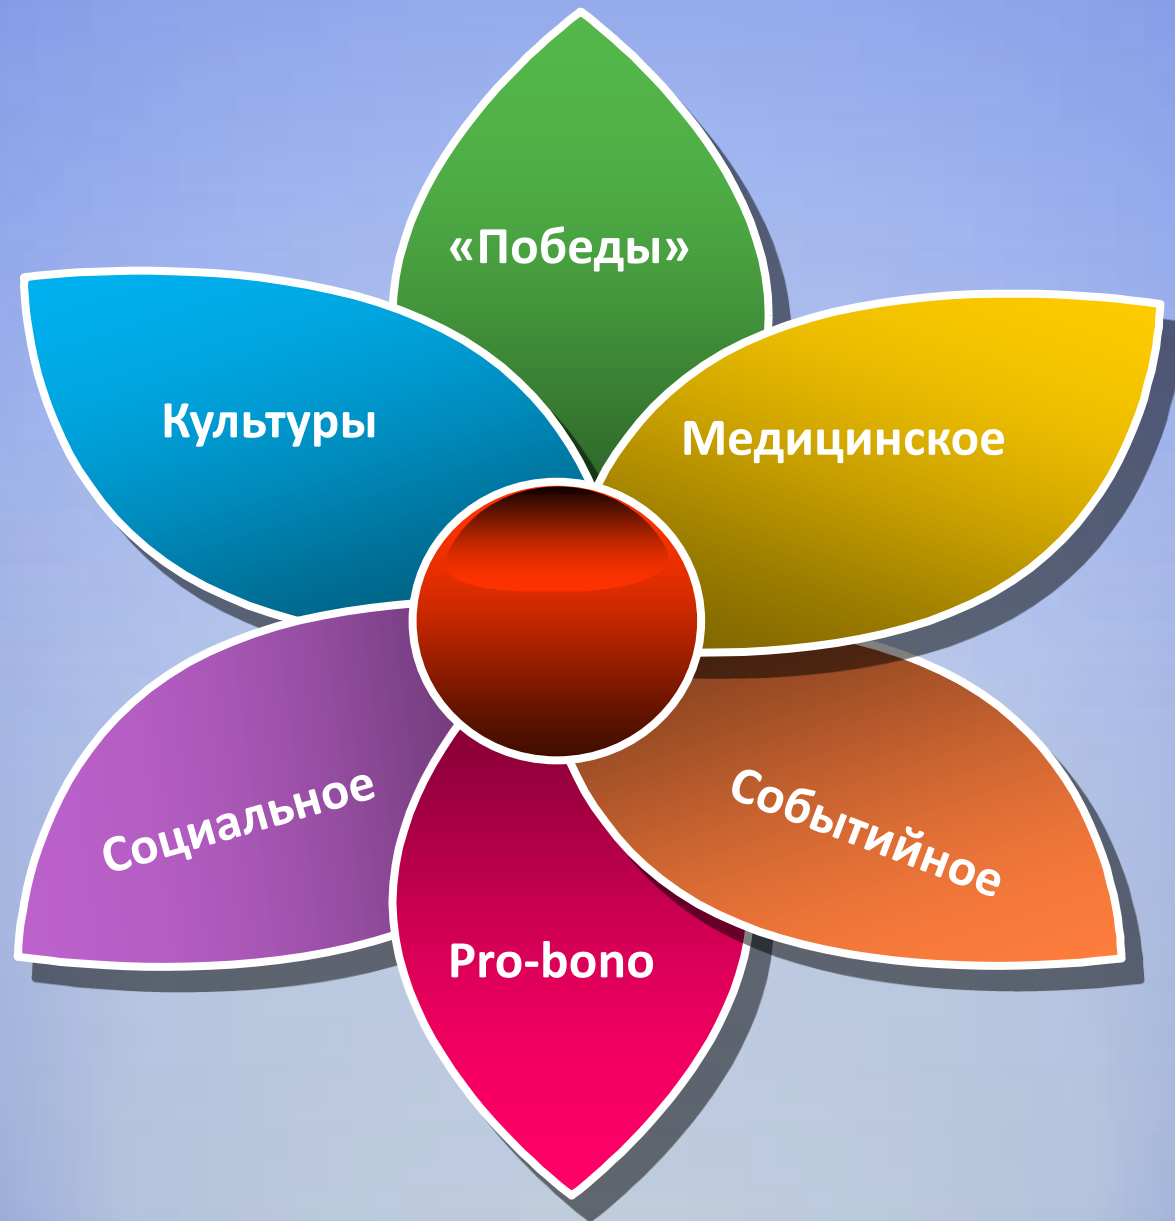 «Победы»
Культуры
Медицинское
Социальное
Событийное
Pro-bono